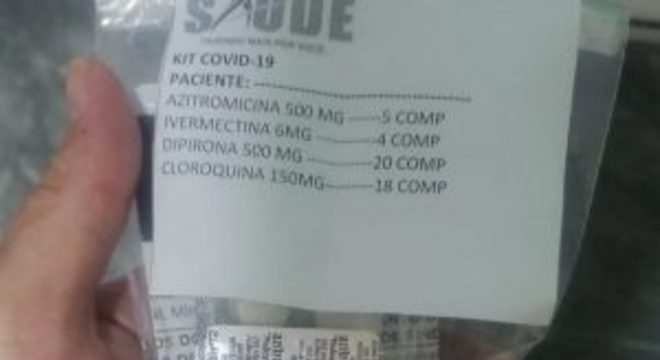 SAÚDE
KIT COVID-19
PACIENTE:
AZITROMICINA 500 MG -----5 COMP
IVERMECTINA 6MG ----------4 COMP
DIPIRONA 500 MG ----------20 COMP
CLOROQUINA 150MG---------18 COMP